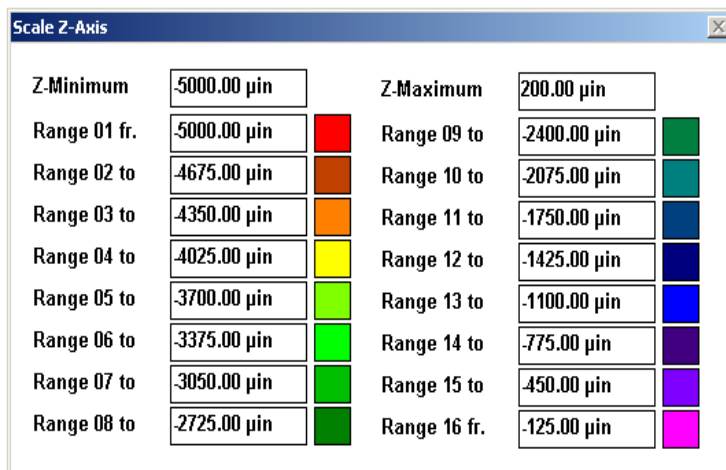 Scale Z-Axis
Z-Minimum -5000.00 µin Z-Maximum 200.00 µin
Range 01 fr. -5000.00 µin Range 09 to -2400.00 µin
Range 02 to -4675.00 µin Range 10 to -2075.00 µin
Range 03 to -4350.00 µin Range 11 to -1750.00 µin
Range 04 to -4025.00 µin Range 12 to -1425.00 µin
Range 05 to -3700.00 µin Range 13 to -1100.00 µin
Range 06 to -3375.00 µin Range 14 to -775.00 µin
Range 07 to -3050.00 µin Range 15 to -450.00 µin
Range 08 to -2725.00 µin Range 16 fr. -125.00 µin